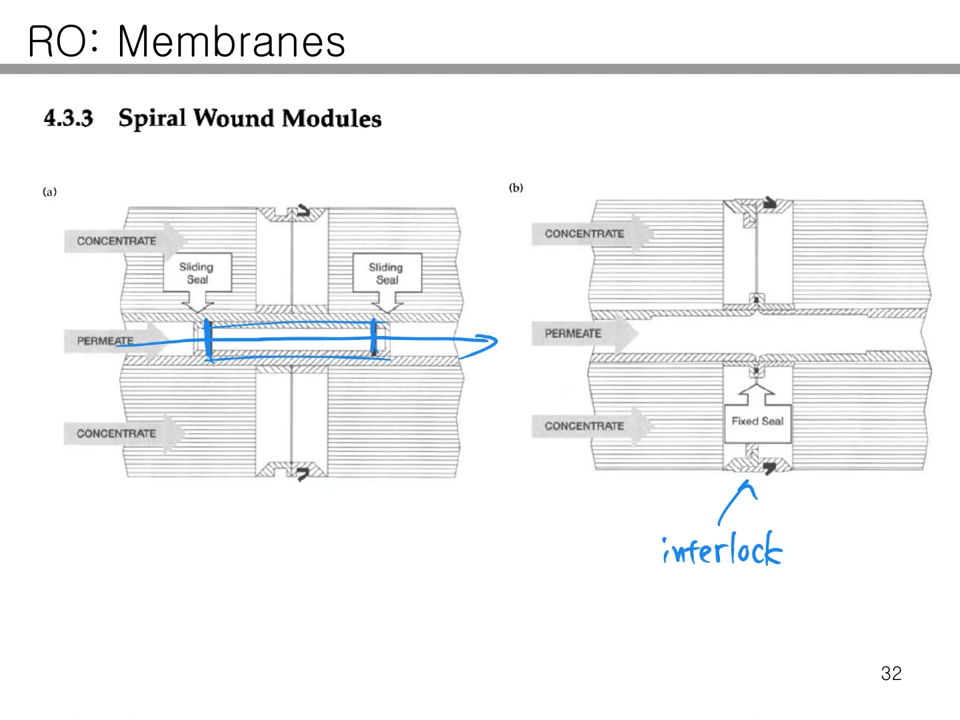 RO: Membranes
4.3.3 Spiral Wound Modules
(a)
CONCENTRATE
Sliding
Seal
Sliding
Seal
PERMEATE
CONCENTRATE
(b)
CONCENTRATE
PERMEATE
CONCENTRATE
Fixed Seal
interlock
32